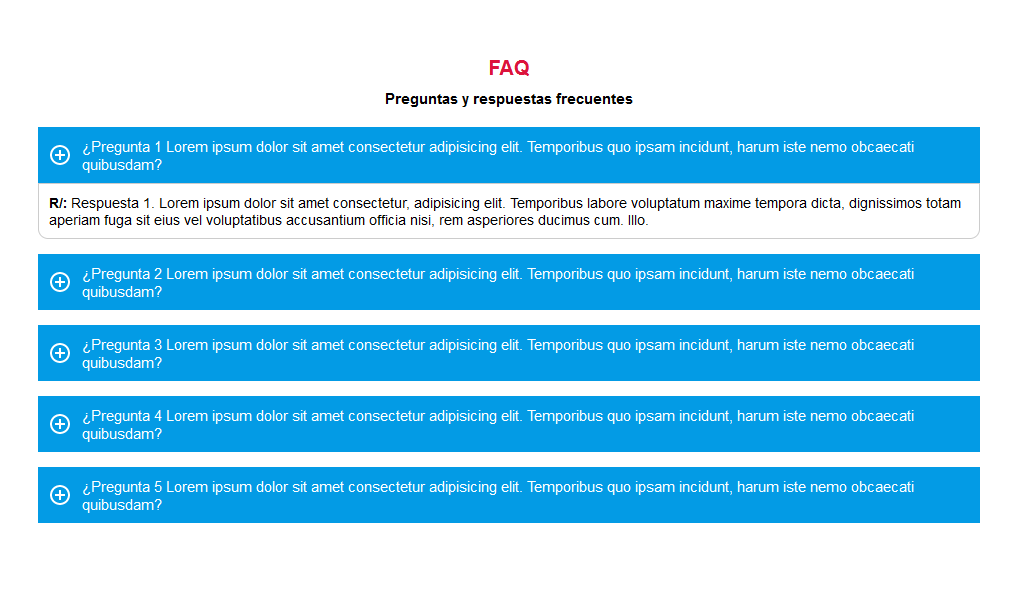 FAQ
Preguntas y respuestas frecuentes
¿Pregunta 1 Lorem ipsum dolor sit amet consectetur adipisicing elit. Temporibus quo ipsam incidunt, harum iste nemo obcaecati
quibusdam?
R/: Respuesta 1. Lorem ipsum dolor sit amet consectetur, adipisicing elit. Temporibus labore voluptatum maxime tempora dicta, dignissimos totam
aperiam fuga sit eius vel voluptatibus accusantium officia nisi, rem asperiores ducimus cum. Illo.
¿Pregunta 2 Lorem ipsum dolor sit amet consectetur adipisicing elit. Temporibus quo ipsam incidunt, harum iste nemo obcaecati
quibusdam?
¿Pregunta 3 Lorem ipsum dolor sit amet consectetur adipisicing elit. Temporibus quo ipsam incidunt, harum iste nemo obcaecati
quibusdam?
¿Pregunta 4 Lorem ipsum dolor sit amet consectetur adipisicing elit. Temporibus quo ipsam incidunt, harum iste nemo obcaecati
quibusdam?
¿Pregunta 5 Lorem ipsum dolor sit amet consectetur adipisicing elit. Temporibus quo ipsam incidunt, harum iste nemo obcaecati
quibusdam?